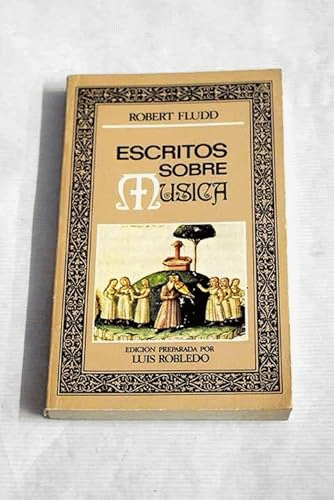 ROBERT FLUDD
ESCRITOS
SOBRE
MUSICA
EDICION PREPARADA POR
LUIS ROBLEDO